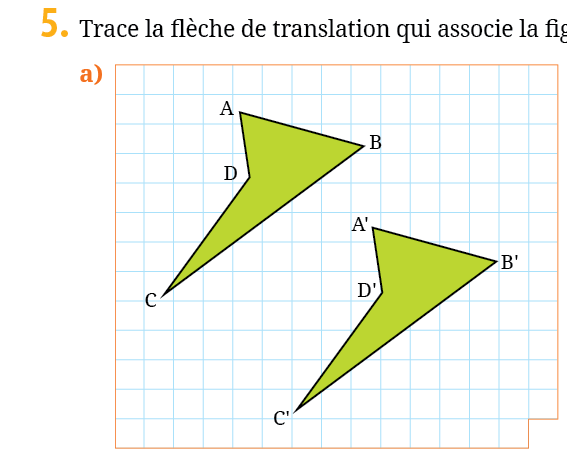 5. Trace la flèche de translation qui associe la fig
a)
A
B
D
A'
B'
D'
C
C'